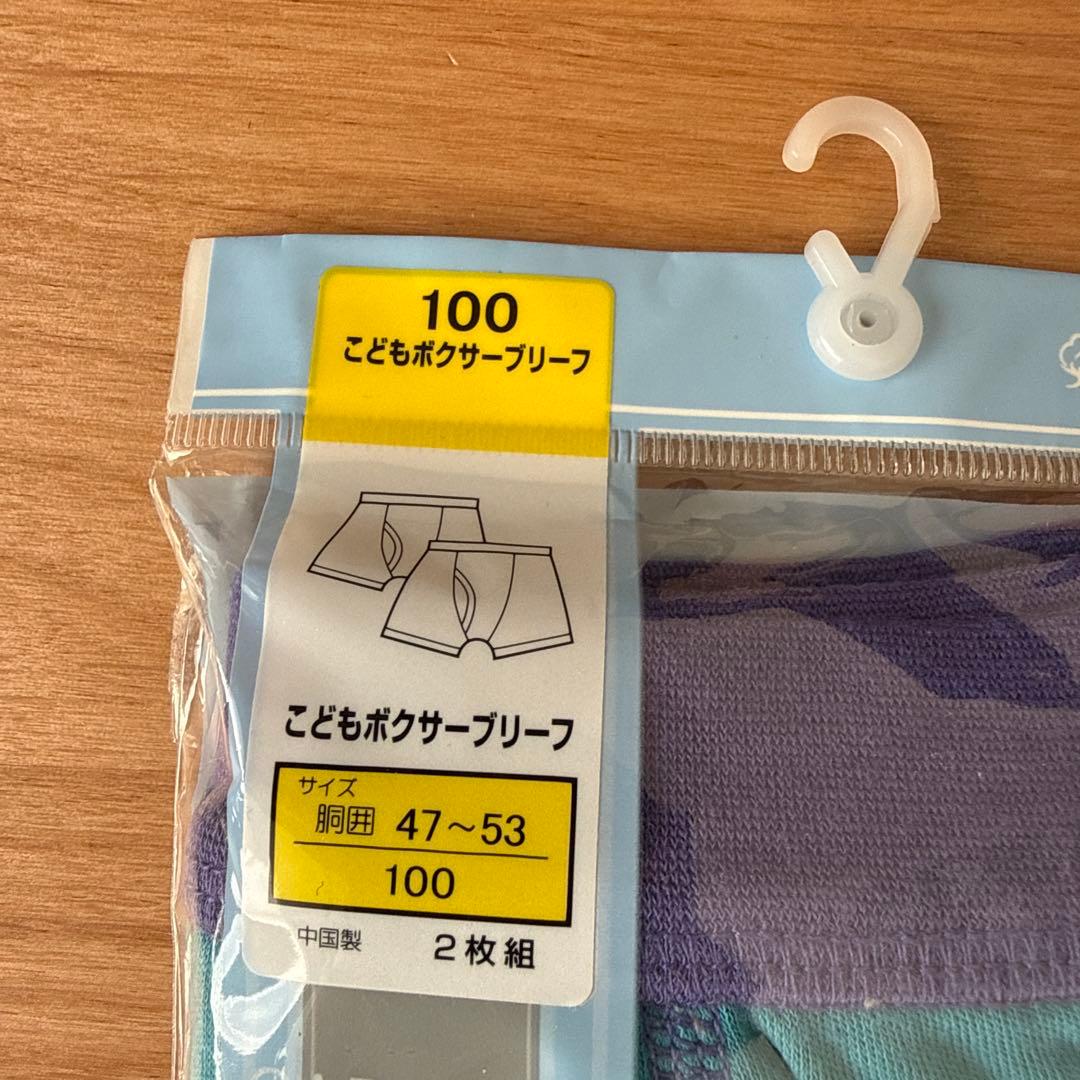 100
こどもボクサーブリーフ
こどもボクサーブリーフ
サイズ
胴囲 47～53
100
中国製 2枚組